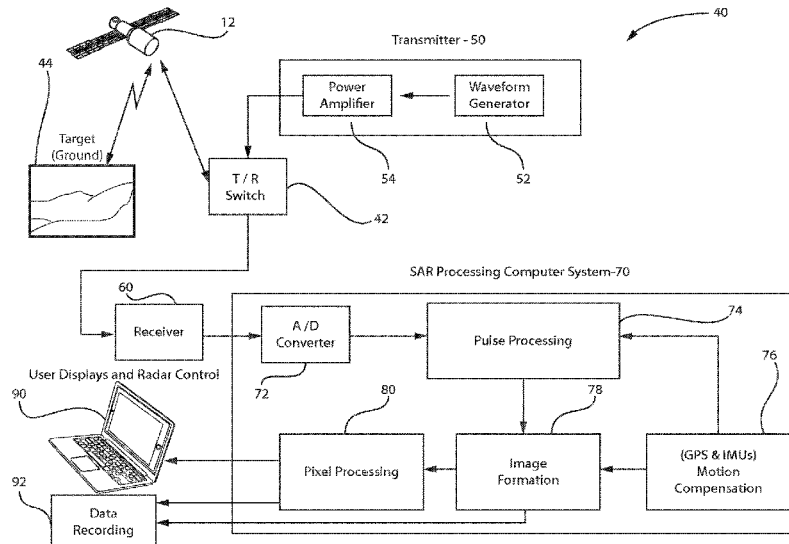 40
12
Transmitter - 50
44
Power
Amplifier
Waveform
Generator
Target
(Ground)
54
52
T / R
Switch
42
SAR Processing Computer System-70
60
Receiver
A /D
Converter
72
Pulse Processing
74
76
User Displays and Radar Control
90
80
78
Pixel Processing
Image
Formation
(GPS & IMUs)
Motion
Compensation
92
Data
Recording